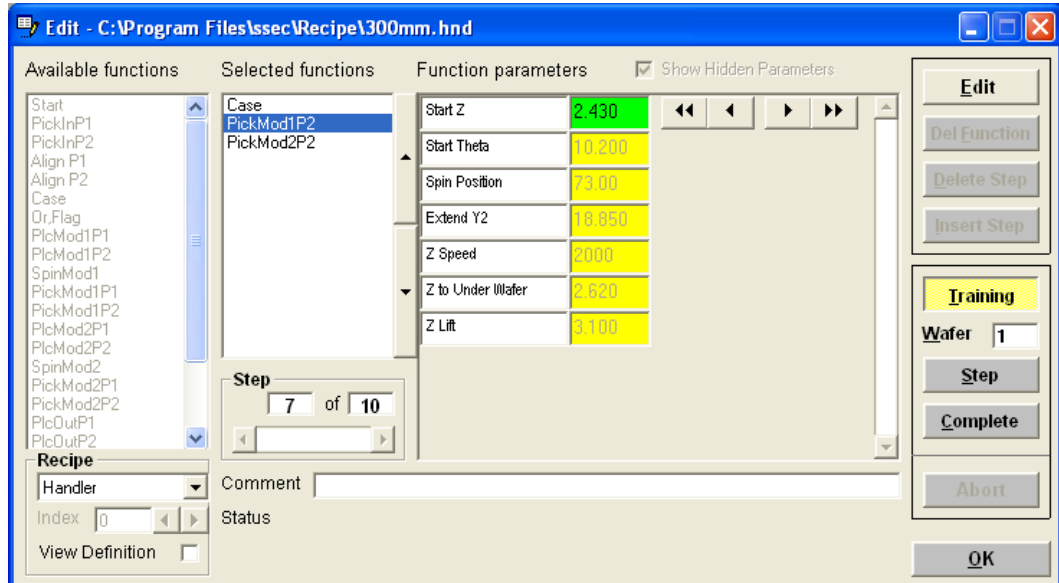 Edit - C:\Program Files\ssec\Recipe\300mm.hnd
Available functions
Start
PickInP1
PickInP2
Align P1
Align P2
Case
Or,Flag
PlcMod1P1
PlcMod1P2
SpinMod1
PickMod1P1
PickMod1P2
PlcMod2P1
PlcMod2P2
SpinMod2
PickMod2P1
PickMod2P2
PlcOutP1
PlcOutP2
Recipe
Handler
Index 0
View Definition
Selected functions
Case
PickMod1P2
PickMod2P2
Step
7 of 10
Function parameters
Show Hidden Parameters
Start Z 2.430
Start Theta 10.200
Spin Position 73.00
Extend Y2 18.850
Z Speed 2000
Z to Under Wafer 2.620
Z Lift 3.100
Comment
Status
Edit
Del Function
Delete Step
Insert Step
Training
Wafer 1
Step
Complete
Abort
OK